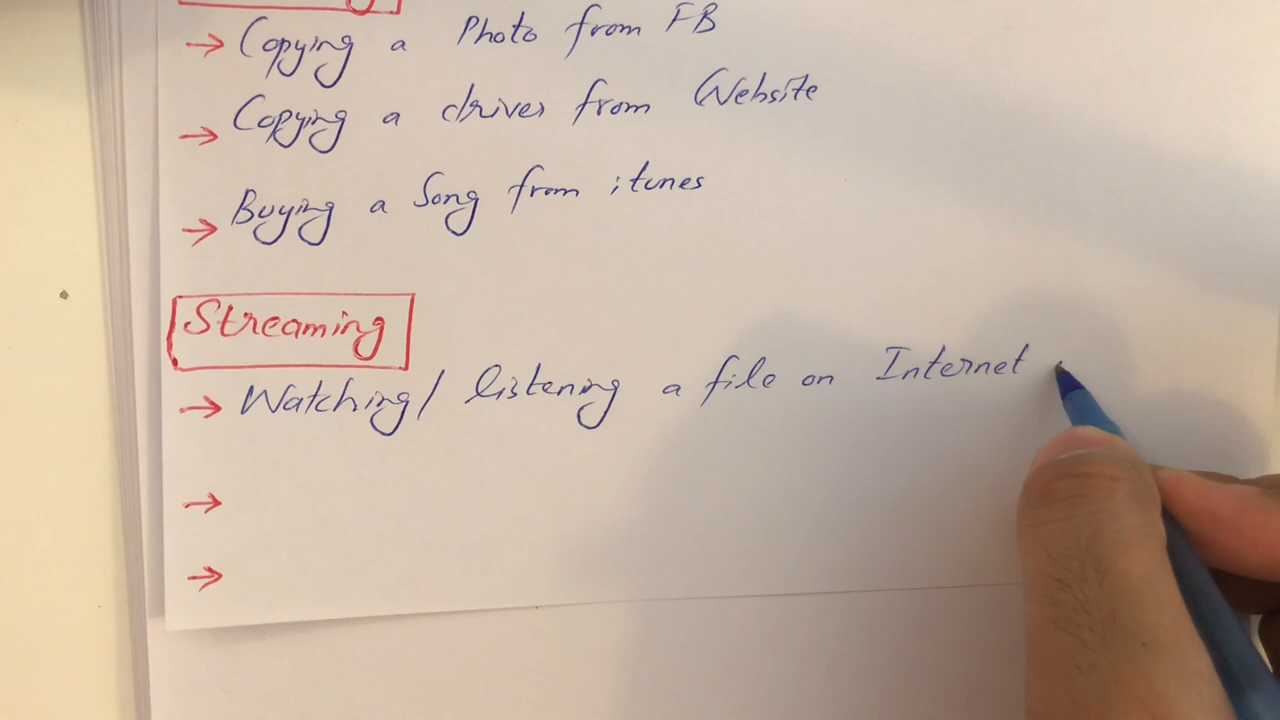 → Copying a Photo from FB
→ Copying a driver from Website
→ Buying a Song from itunes
Streaming
→ Watching/ listening a file on Internet
→
→